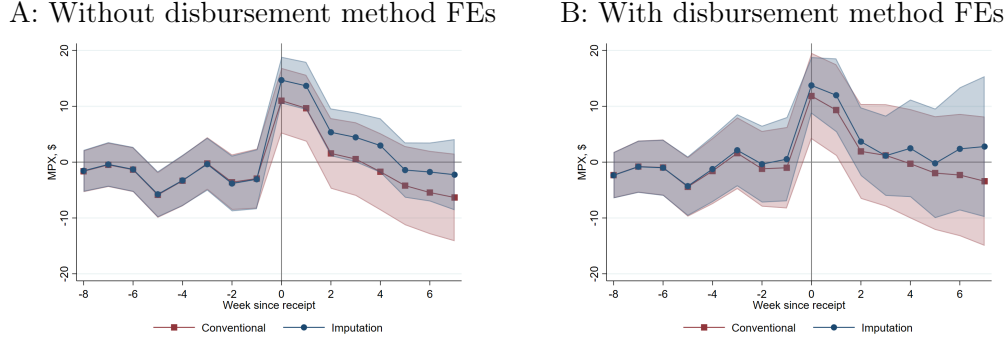 A: Without disbursement method FEs
B: With disbursement method FEs
MPX, $
20
10
0
-10
-20
-8
-6
-4
-2
0
2
4
6
Week since receipt
Conventional
Imputation
MPX, $
20
10
0
-10
-20
-8
-6
-4
-2
0
2
4
6
Week since receipt
Conventional
Imputation